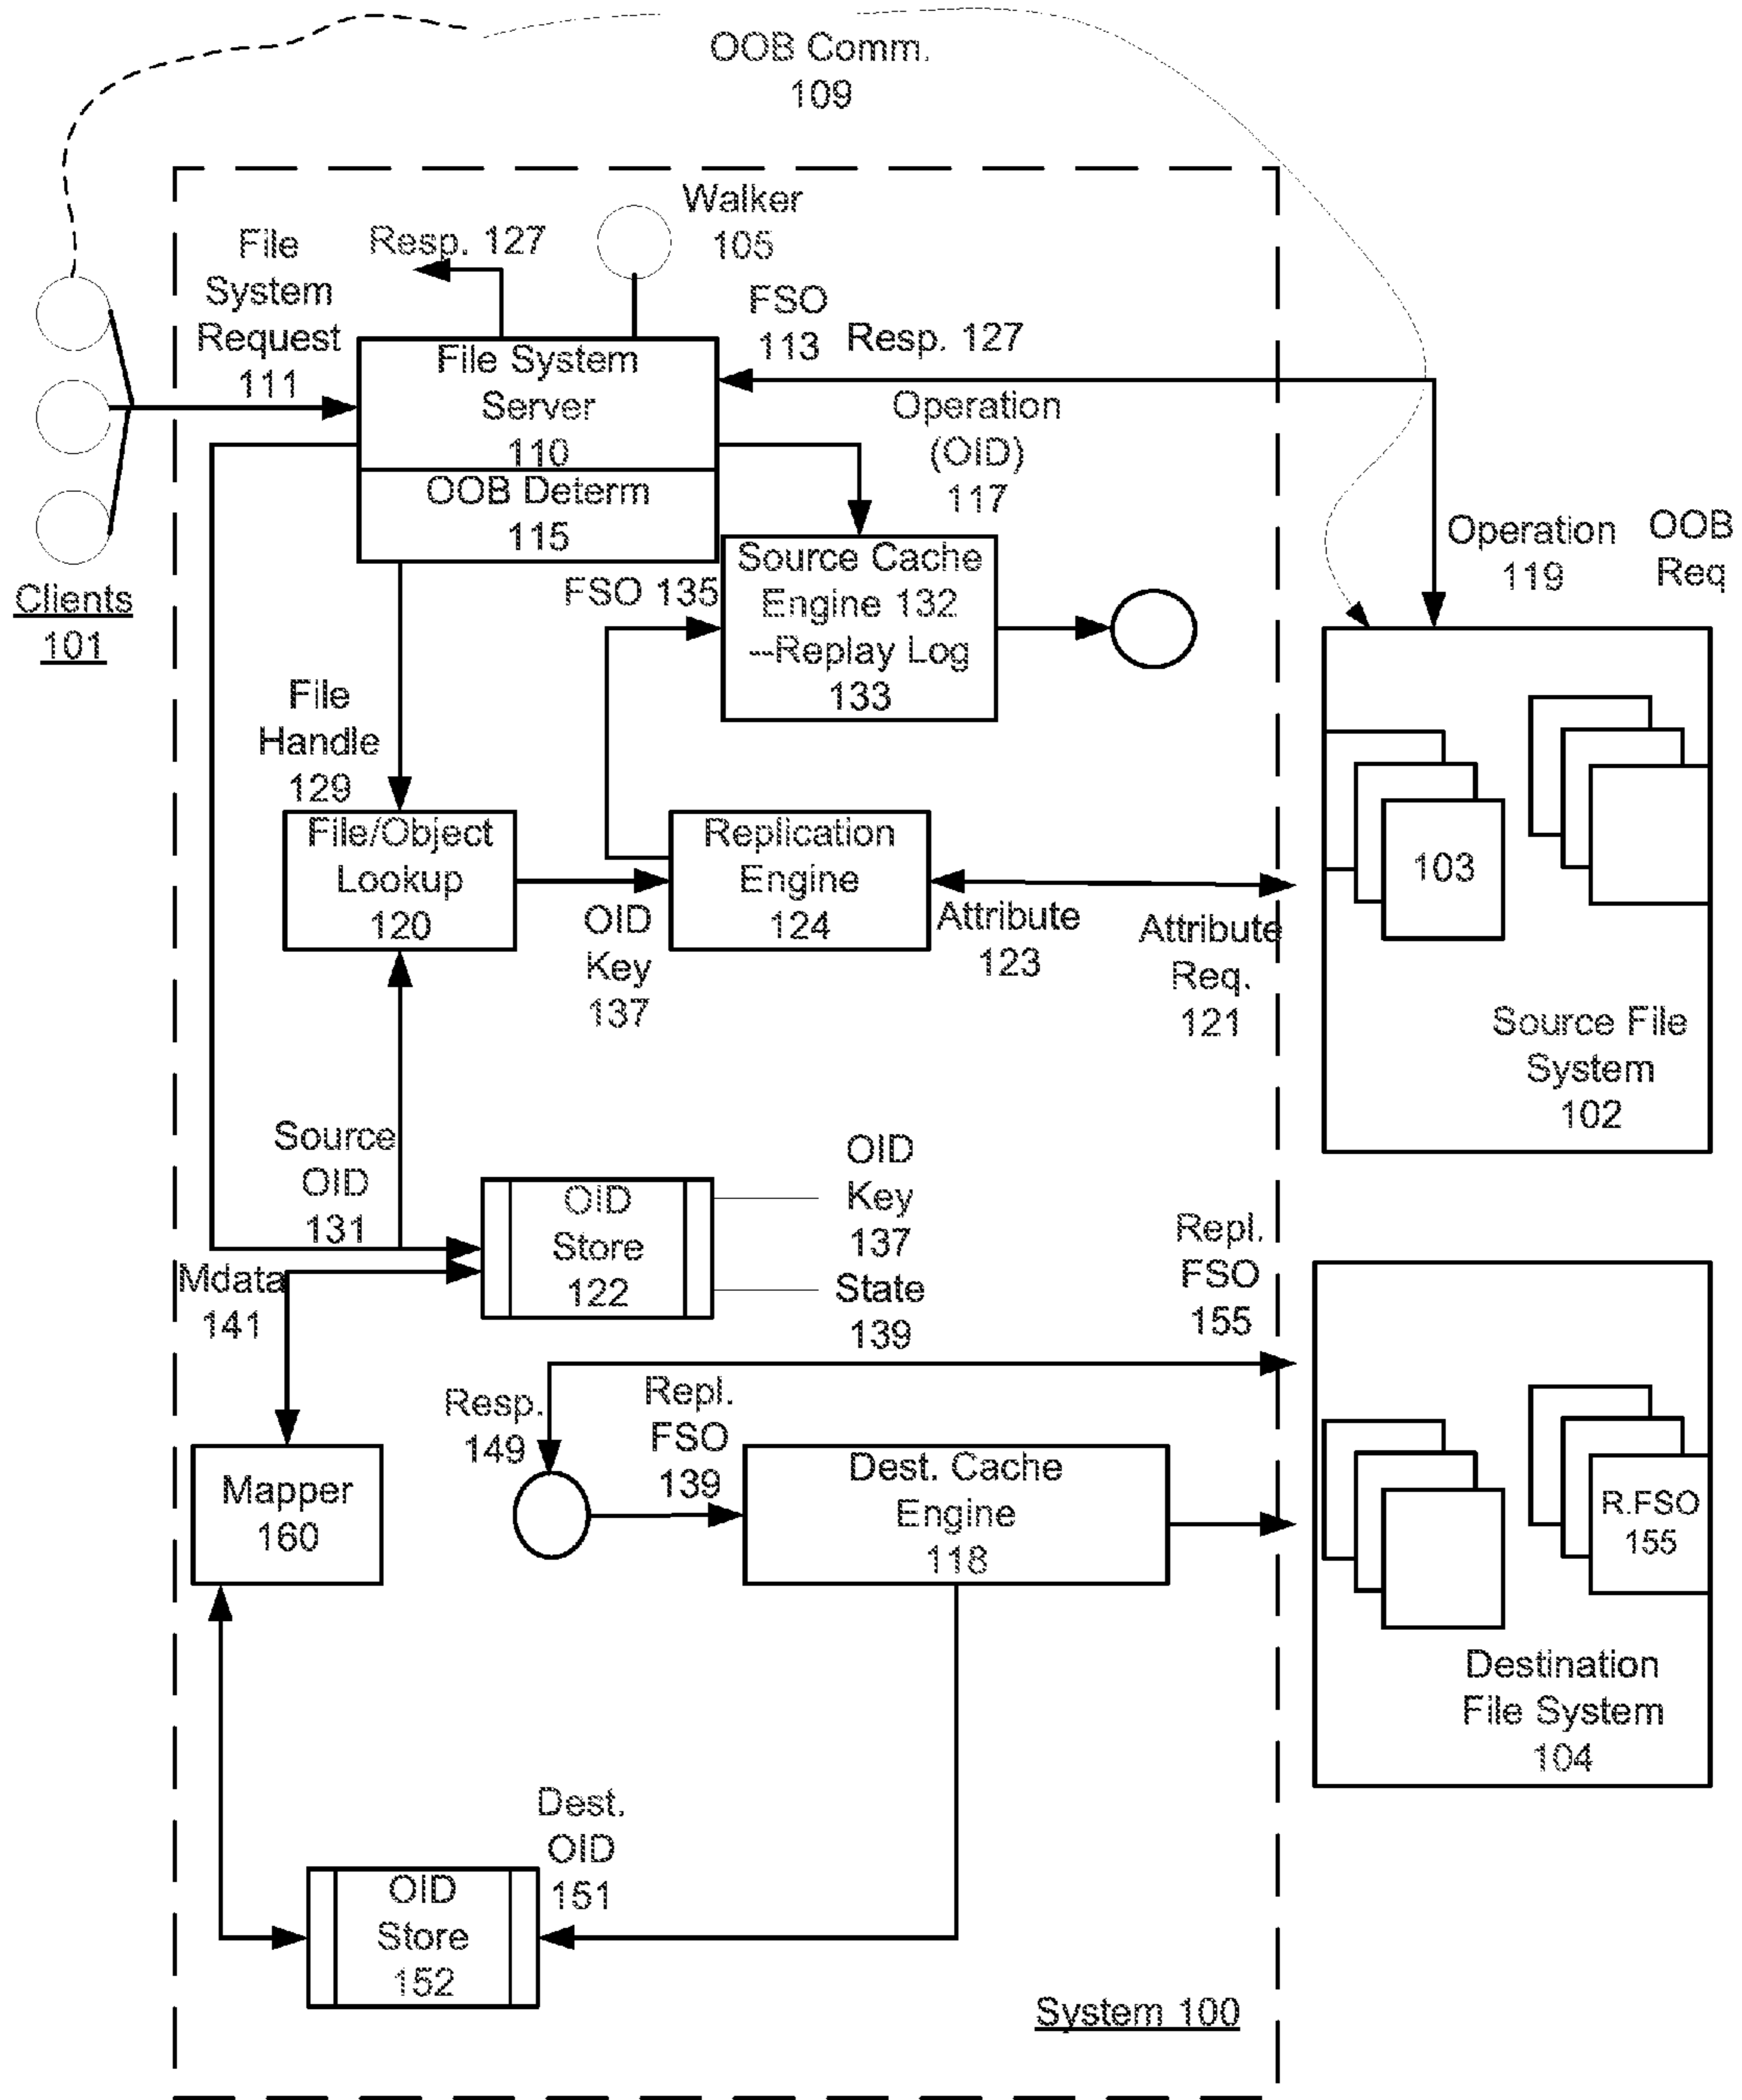 OOB Comm.
109
Walker
105
File
System
Request
111
Resp. 127
FSO
113
Resp. 127
File System
Server
110
OOB Determ
115
Operation
(OID)
117
Operation
119
OOB
Req
Clients
101
FSO 135
Source Cache
Engine 132
--Replay Log
133
File
Handle
129
File/Object
Lookup
120
OID
Key
137
Replication
Engine
124
Attribute
123
Attribute
Req.
121
103
Source File
System
102
Source
OID
131
OID
Store
122
OID
Key
137
State
139
Mdata
141
Repl.
FSO
155
Resp.
149
Repl.
FSO
139
Mapper
160
Dest. Cache
Engine
118
R.FSO
155
Destination
File System
104
Dest.
OID
151
OID
Store
152
System 100